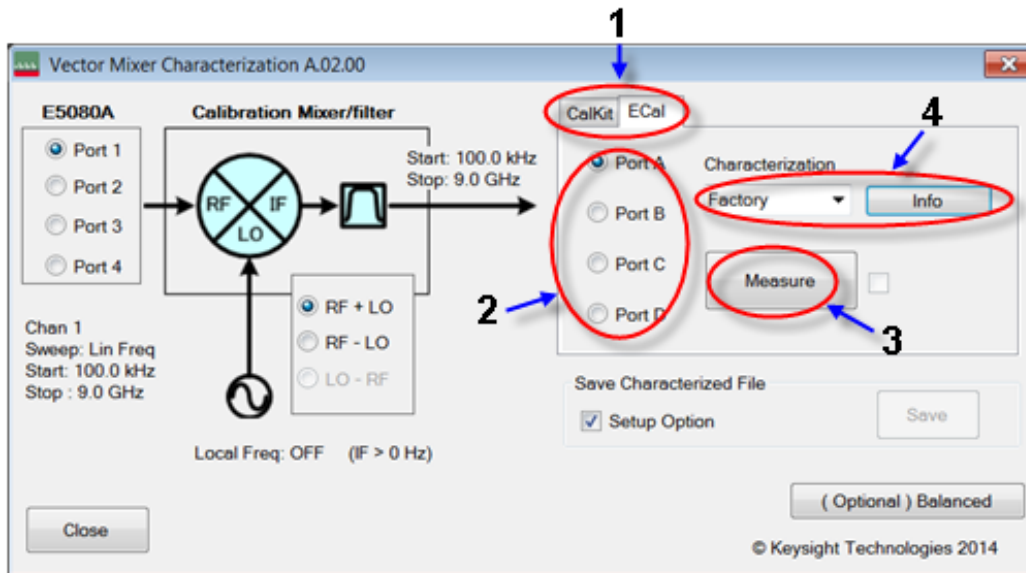 1
Vector Mixer Characterization A.02.00
E5080A
Port 1
Port 2
Port 3
Port 4
Calibration Mixer/filter
RF
IF
LO
Start: 100.0 kHz
Stop: 9.0 GHz
RF + LO
RF - LO
LO - RF
Chan 1
Sweep: Lin Freq
Start: 100.0 kHz
Stop : 9.0 GHz
Local Freq: OFF (IF > 0 Hz)
CalKit
ECal
4
Port A
Port B
Port C
Port D
Characterization
Factory
Info
2
Measure
3
Save Characterized File
Setup Option
Save
( Optional ) Balanced
Close
© Keysight Technologies 2014